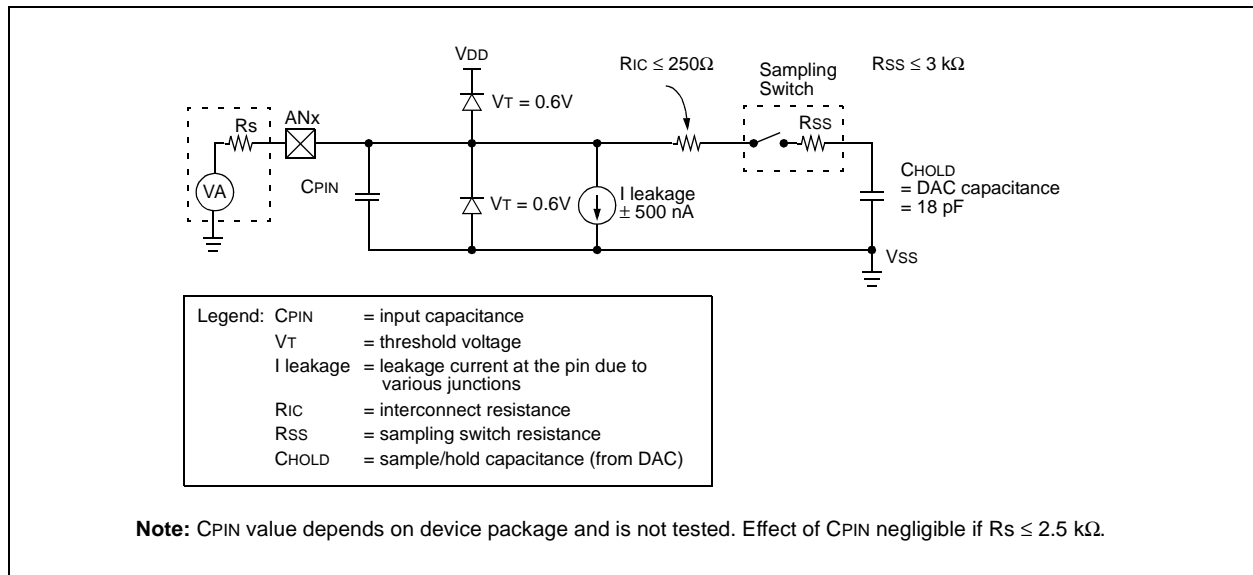 VDD
RIC ≤ 250Ω
Sampling
Switch
RSS ≤ 3 kΩ
VT = 0.6V
Rs
ANx
RSS
VA
CPIN
VT = 0.6V
I leakage
± 500 nA
CHOLD
= DAC capacitance
= 18 pF
VSS
Legend: CPIN = input capacitance
VT = threshold voltage
I leakage = leakage current at the pin due to
various junctions
RIC = interconnect resistance
RSS = sampling switch resistance
CHOLD = sample/hold capacitance (from DAC)
Note: CPIN value depends on device package and is not tested. Effect of CPIN negligible if Rs ≤ 2.5 kΩ.